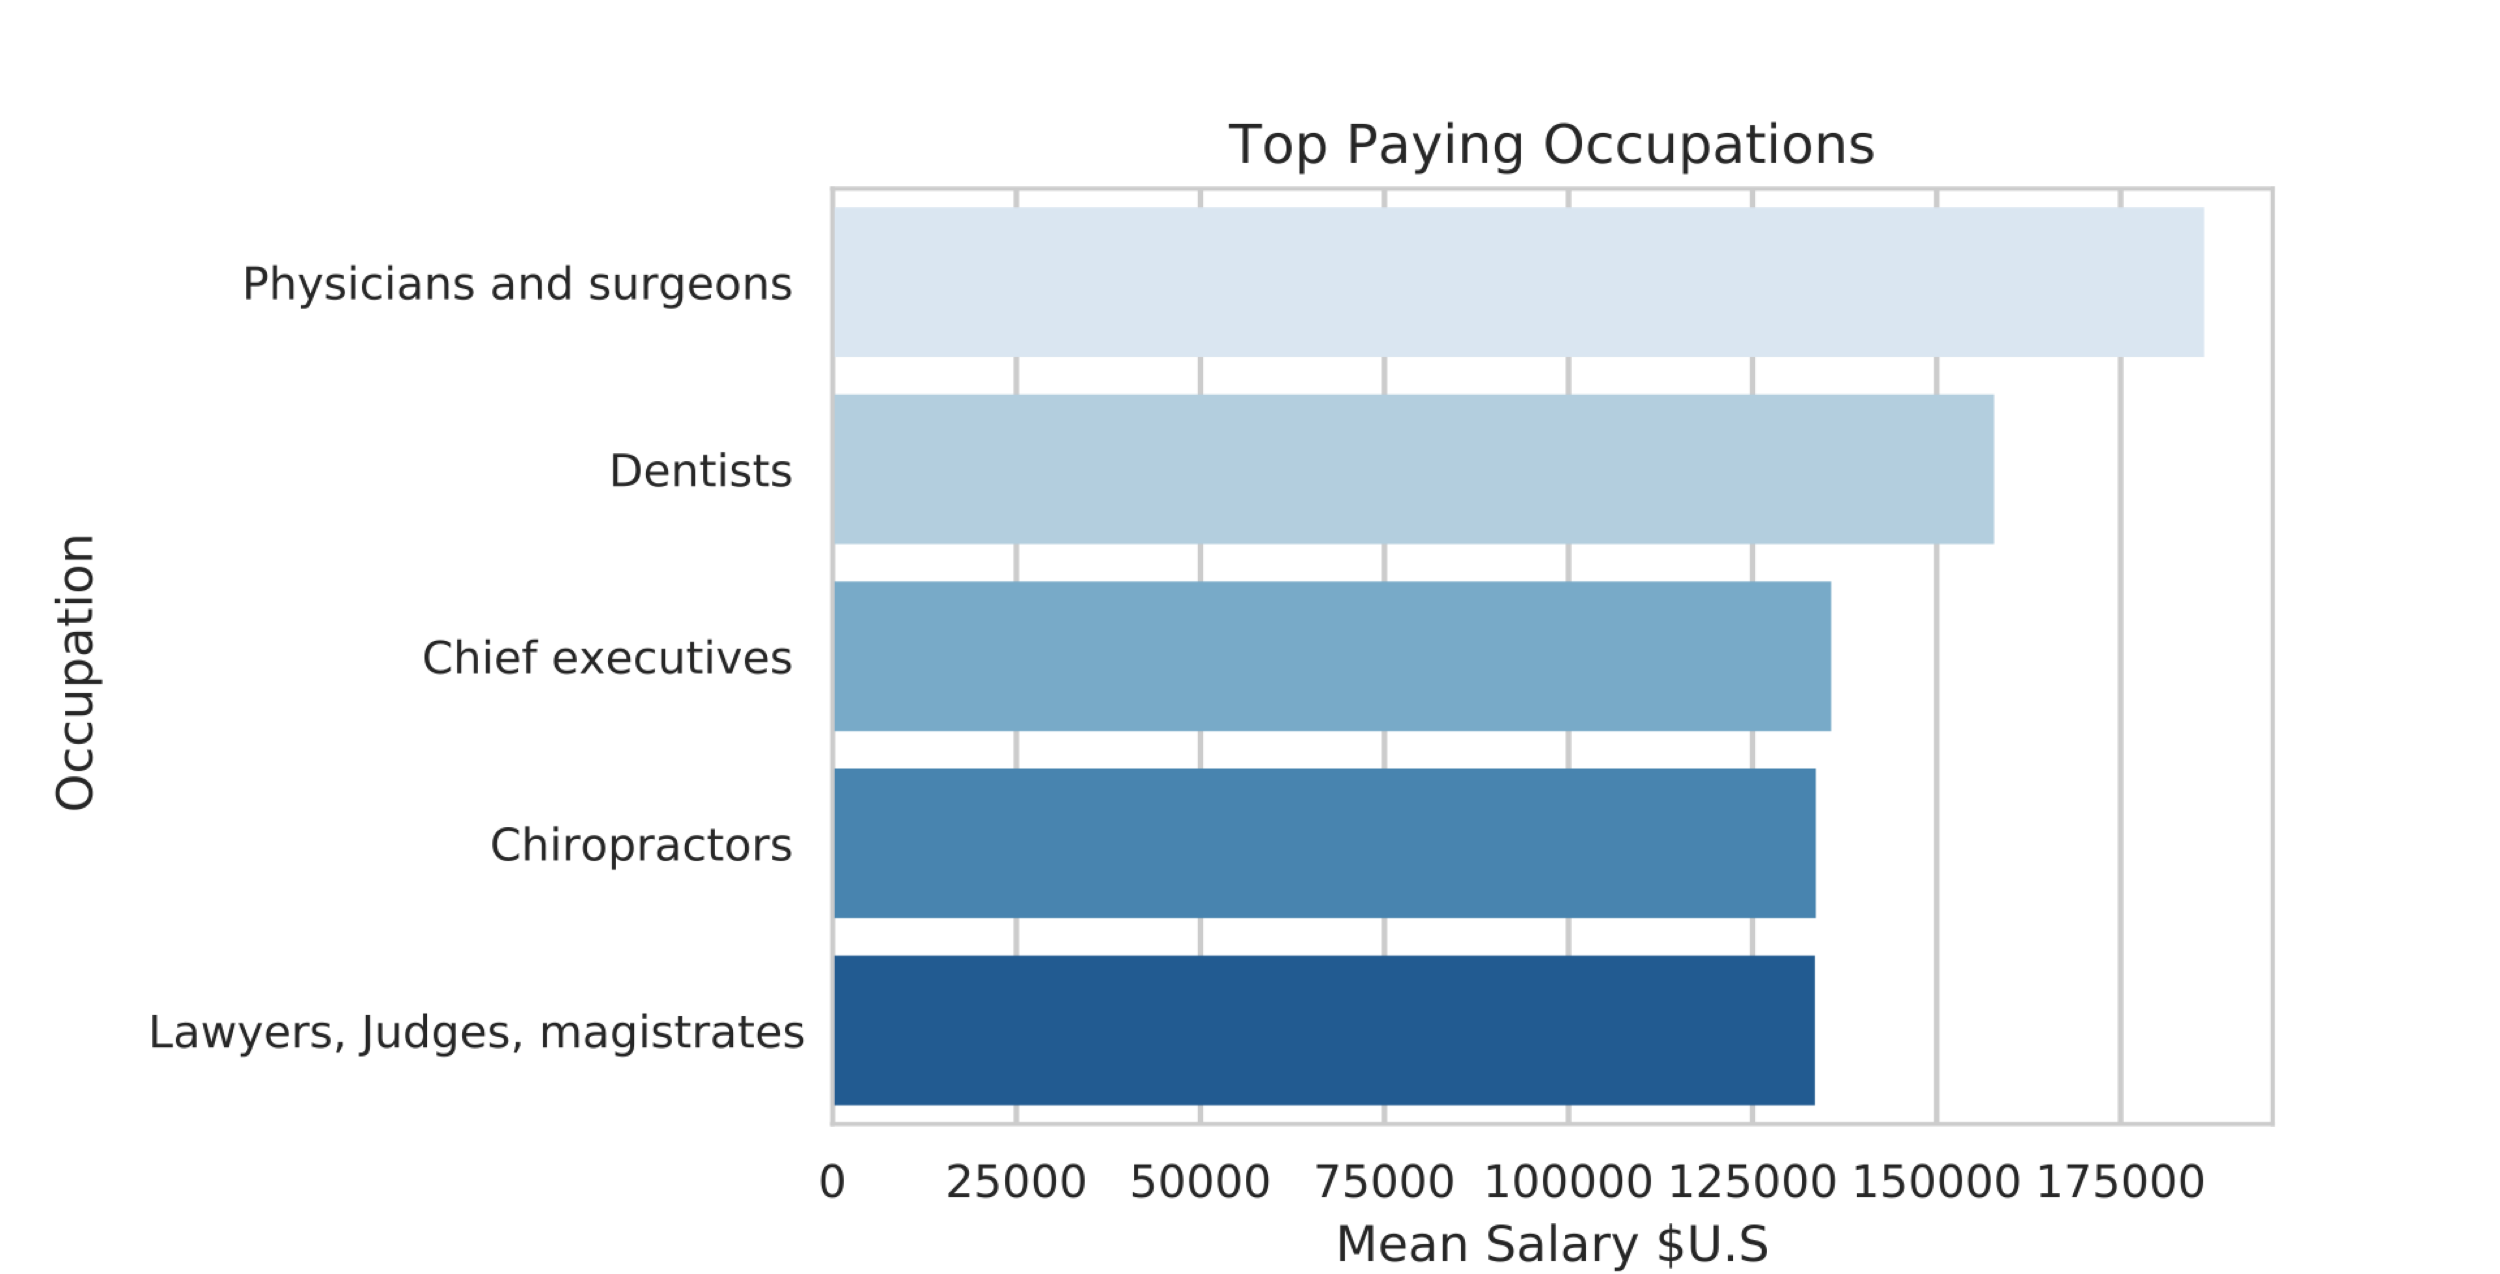 Top Paying Occupations
Physicians and surgeons
Dentists
Chief executives
Chiropractors
Lawyers, Judges, magistrates
Occupation
0 25000 50000 75000 100000 125000 150000 175000
Mean Salary $U.S